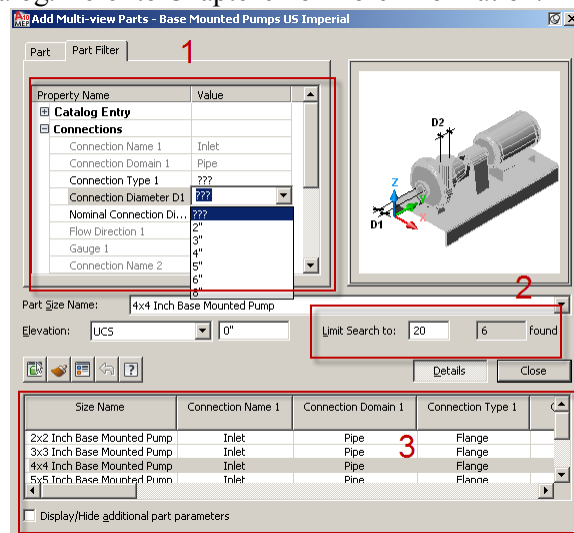 Add Multi-view Parts - Base Mounted Pumps US Imperial
Part Part Filter
1
Property Name Value
Catalog Entry
Connections
Connection Name 1 Inlet
Connection Domain 1 Pipe
Connection Type 1 ???
Connection Diameter D1 ???
Nominal Connection Di... ???
Flow Direction 1 2"
3"
Gauge 1 4"
Connection Name 2 5"
6"
8"
D2
Z
Y
X
D1
2
Part Size Name: 4x4 Inch Base Mounted Pump
Elevation: UCS 0" Limit Search to: 20 6 found
Details Close
Size Name Connection Name 1 Connection Domain 1 Connection Type 1
2x2 Inch Base Mounted Pump Inlet Pipe Flange
3x3 Inch Base Mounted Pump Inlet Pipe Flange
3
4x4 Inch Base Mounted Pump Inlet Pipe Flange
5x5 Inch Base Mounted Pump Inlet Pipe Flange
Display/Hide additional part parameters